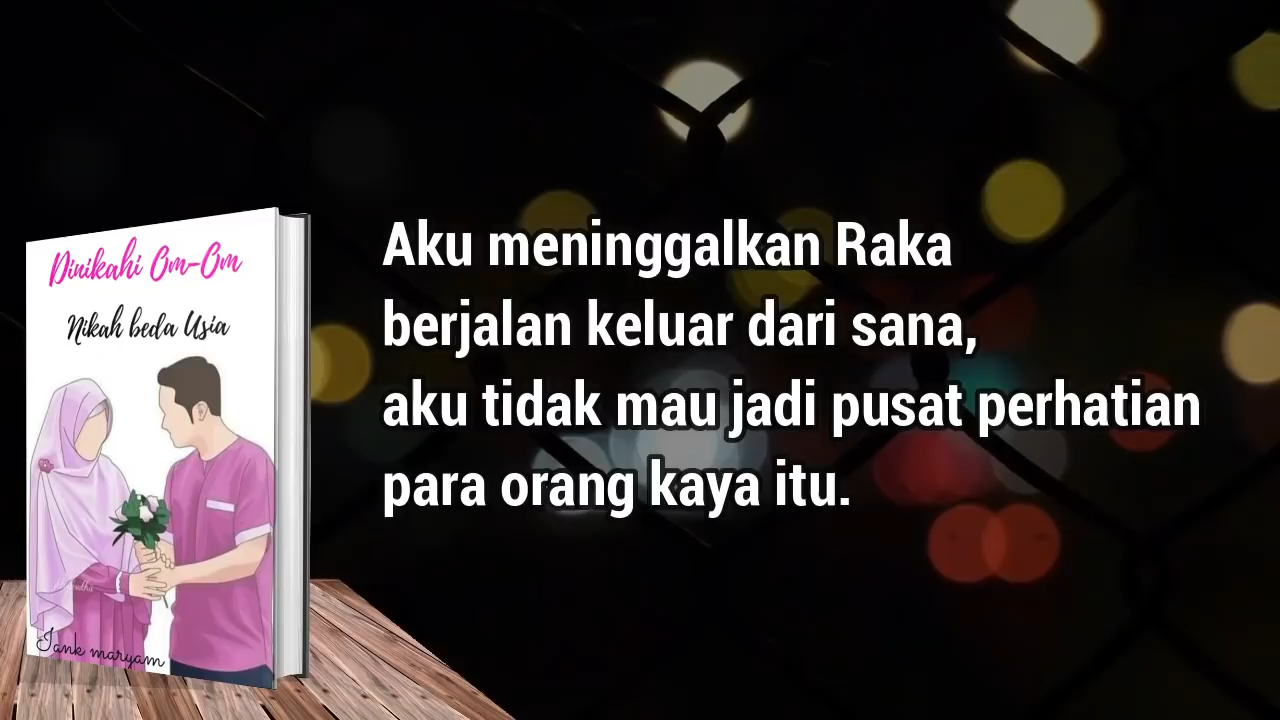 Dinikahi Om-Om
Nikah beda Usia
Jank maryam
Aku meninggalkan Raka
berjalan keluar dari sana,
aku tidak mau jadi pusat perhatian
para orang kaya itu.